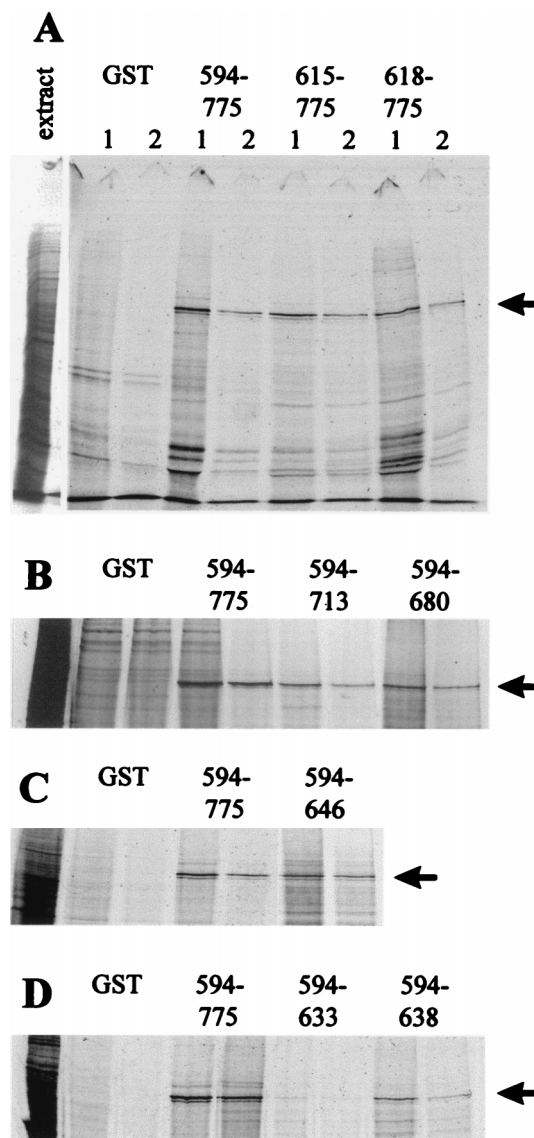 A
extract
GST 594- 615- 618-
775 775 775
1 2 1 2 1 2 1 2
B GST 594- 594- 594-
775 713 680
C GST 594- 594-
775 646
D GST 594- 594- 594-
775 633 638